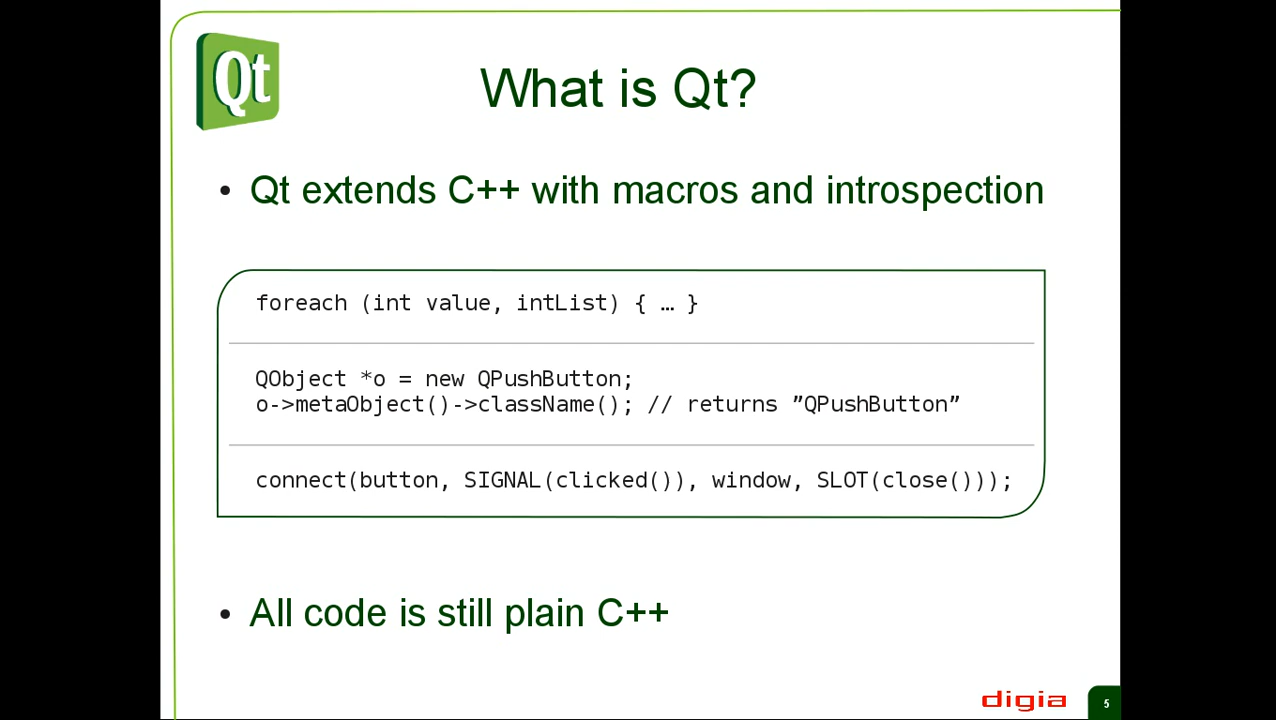 Qt
What is Qt?
• Qt extends C++ with macros and introspection
foreach (int value, intList) { … }
QObject *o = new QPushButton;
o->metaObject()->className(); // returns ”QPushButton”
connect(button, SIGNAL(clicked()), window, SLOT(close()));
• All code is still plain C++
digia
5